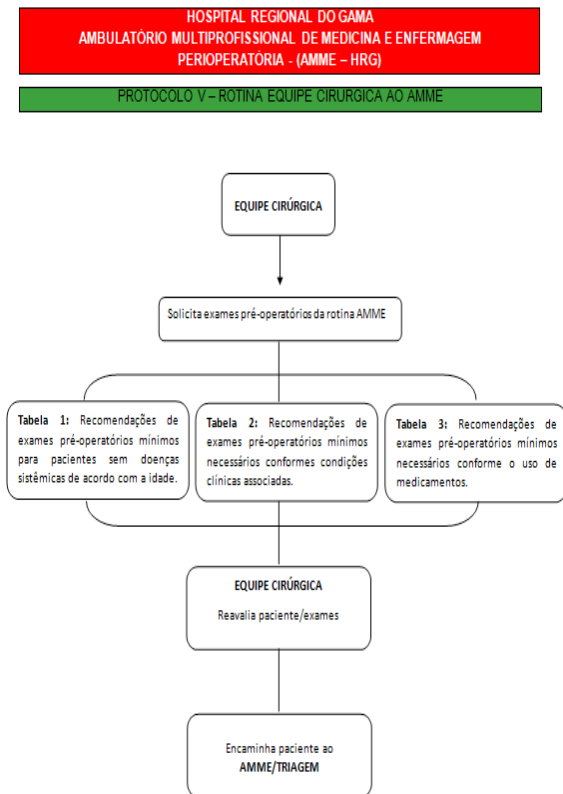 HOSPITAL REGIONAL DO GAMA
AMBULATÓRIO MULTIPROFISSIONAL DE MEDICINA E ENFERMAGEM
PERIOPERATÓRIA - (AMME – HRG)
PROTOCOLO V – ROTINA EQUIPE CIRURGICA AO AMME
EQUIPE CIRÚRGICA
Solicita exames pré-operatórios da rotina AMME
Tabela 1: Recomendações de
exames pré-operatórios mínimos
para pacientes sem doenças
sistêmicas de acordo com a idade.
Tabela 2: Recomendações de
exames pré-operatórios mínimos
necessários conformes condições
clínicas associadas.
Tabela 3: Recomendações de
exames pré-operatórios mínimos
necessários conforme o uso de
medicamentos.
EQUIPE CIRÚRGICA
Reavalia paciente/exames
Encaminha paciente ao
AMME/TRIAGEM